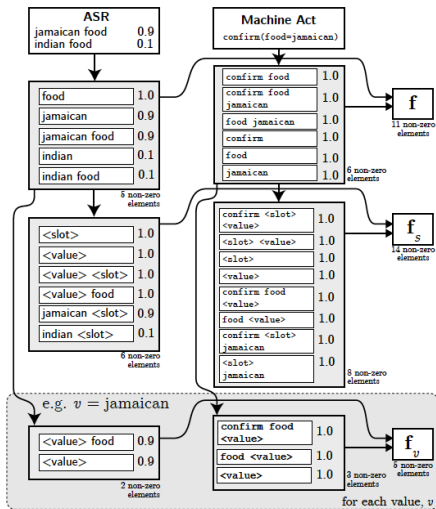 ASR
jamaican food 0.9
indian food 0.1
Machine Act
confirm(food=jamaican)
food 1.0
jamaican 0.9
jamaican food 0.9
indian 0.1
indian food 0.1
5 non-zero
elements
confirm food 1.0
confirm food
jamaican 1.0
food jamaican 1.0
confirm 1.0
food 1.0
jamaican 1.0
6 non-zero
elements
f
11 non-zero
elements
<slot> 1.0
<value> 1.0
<value> <slot> 1.0
<value> food 1.0
jamaican <slot> 0.9
indian <slot> 0.1
6 non-zero
elements
confirm <slot>
<value> 1.0
<slot> <value> 1.0
<slot> 1.0
<value> 1.0
confirm food
<value> 1.0
food <value> 1.0
confirm <slot>
jamaican 1.0
<slot>
jamaican 1.0
8 non-zero
elements
f s
14 non-zero
elements
e.g. v = jamaican
<value> food 0.9
<value> 0.9
2 non-zero
elements
confirm food
<value> 1.0
food <value> 1.0
<value> 1.0
3 non-zero
elements
f v
5 non-zero
elements
for each value, v